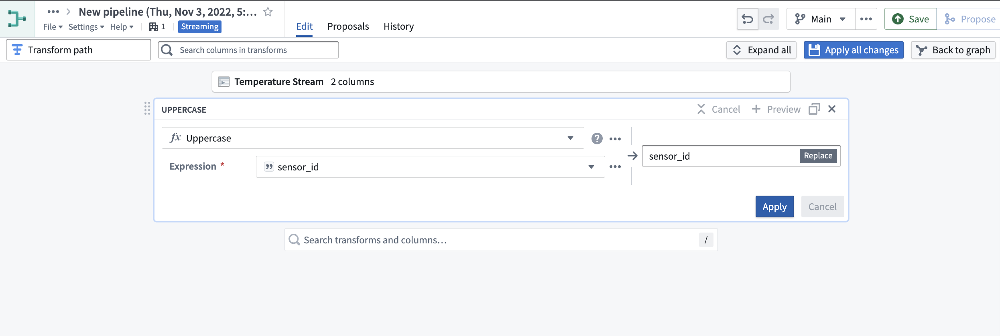 New pipeline (Thu, Nov 3, 2022, 5:...
File Settings Help 1 Streaming
Edit Proposals History
Main
Save
Propose
Transform path
Search columns in transforms
Expand all
Apply all changes
Back to graph
Temperature Stream 2 columns
UPPERCASE
Cancel
Preview
fx Uppercase
?
Expression *
sensor_id
sensor_id
Replace
Apply
Cancel
Search transforms and columns...
/